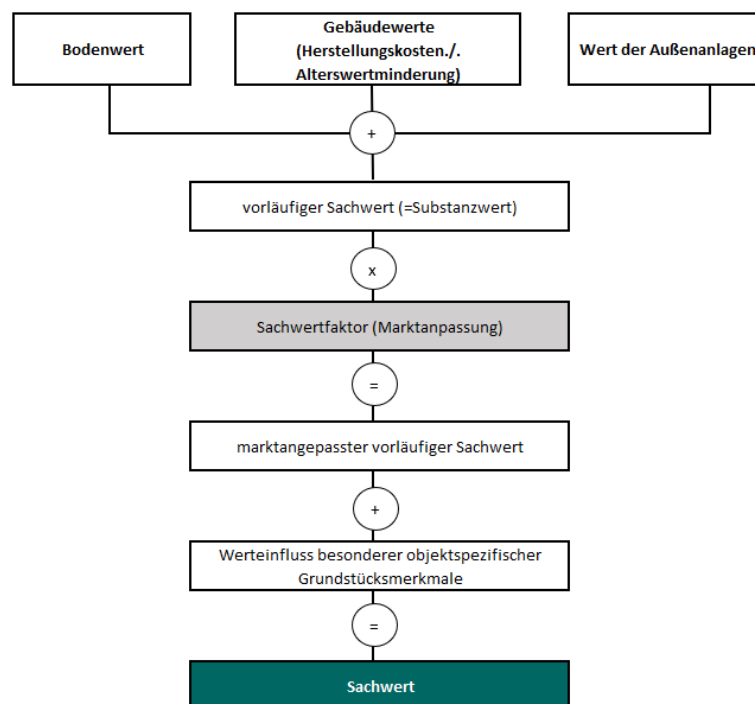 Bodenwert
Gebäudewerte
(Herstellungskosten./.
Alterswertminderung)
Wert der Außenanlagen
+
vorläufiger Sachwert (=Substanzwert)
x
Sachwertfaktor (Marktanpassung)
=
marktangepasster vorläufiger Sachwert
+
Werteinfluss besonderer objektspezifischer
Grundstücksmerkmale
=
Sachwert